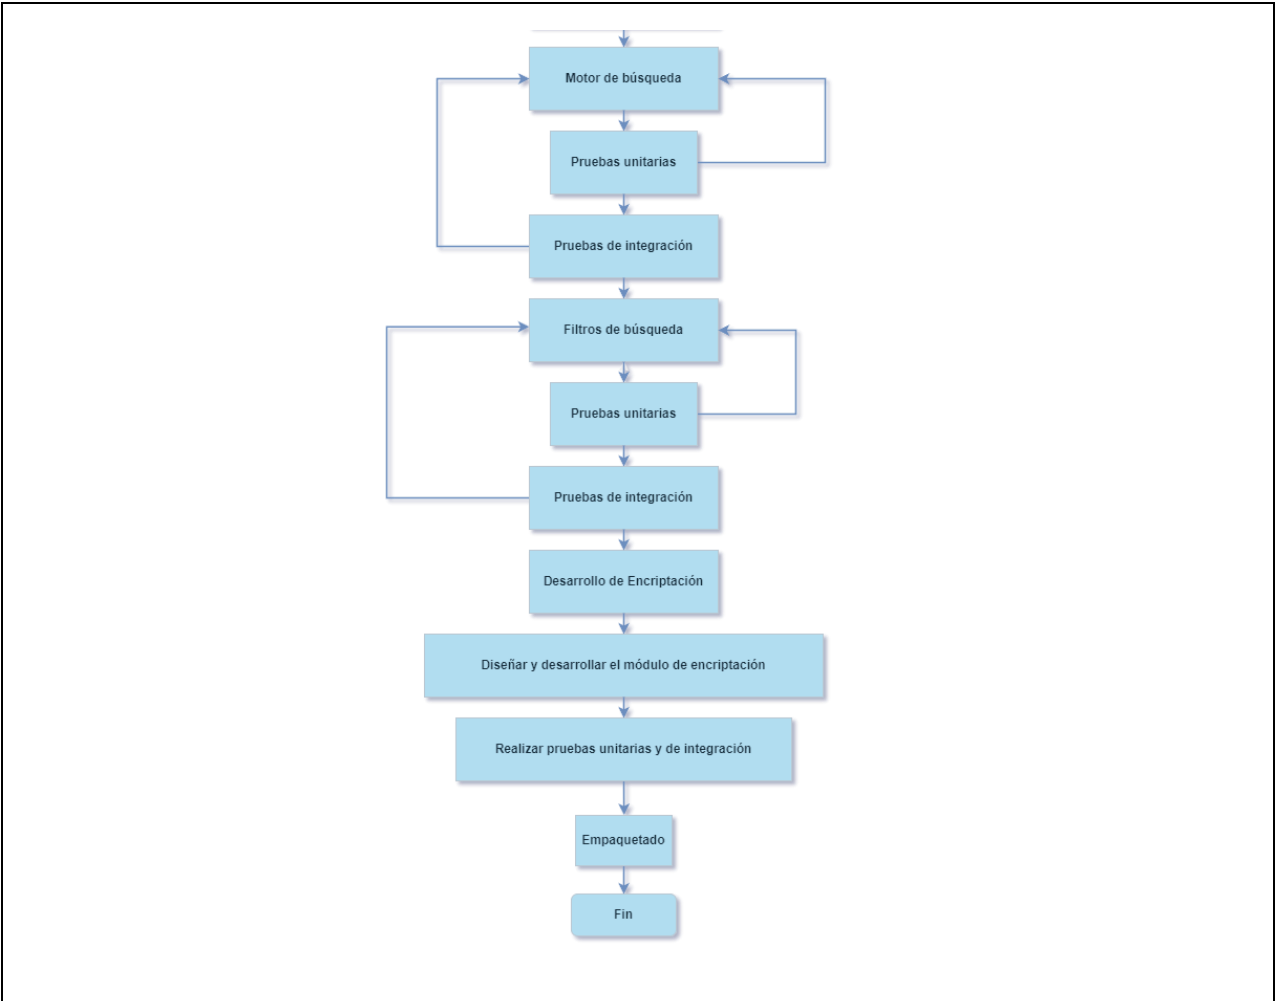 Motor de búsqueda
Pruebas unitarias
Pruebas de integración
Filtros de búsqueda
Pruebas unitarias
Pruebas de integración
Desarrollo de Encriptación
Diseñar y desarrollar el módulo de encriptación
Realizar pruebas unitarias y de integración
Empaquetado
Fin